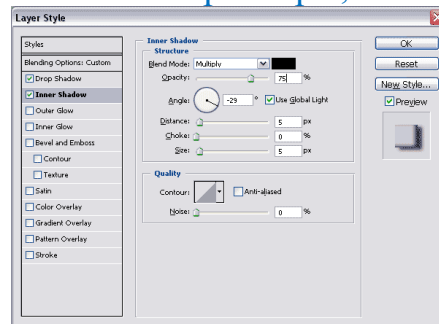 Layer Style
Styles
Blending Options: Custom
Drop Shadow
Inner Shadow
Outer Glow
Inner Glow
Bevel and Emboss
Contour
Texture
Satin
Color Overlay
Gradient Overlay
Pattern Overlay
Stroke
Inner Shadow
Structure
Blend Mode: Multiply
Opacity: 75 %
Angle: -29 ° Use Global Light
Distance: 5 px
Choke: 0 %
Size: 5 px
Quality
Contour: Anti-aliased
Noise: 0 %
OK
Reset
New Style...
Preview